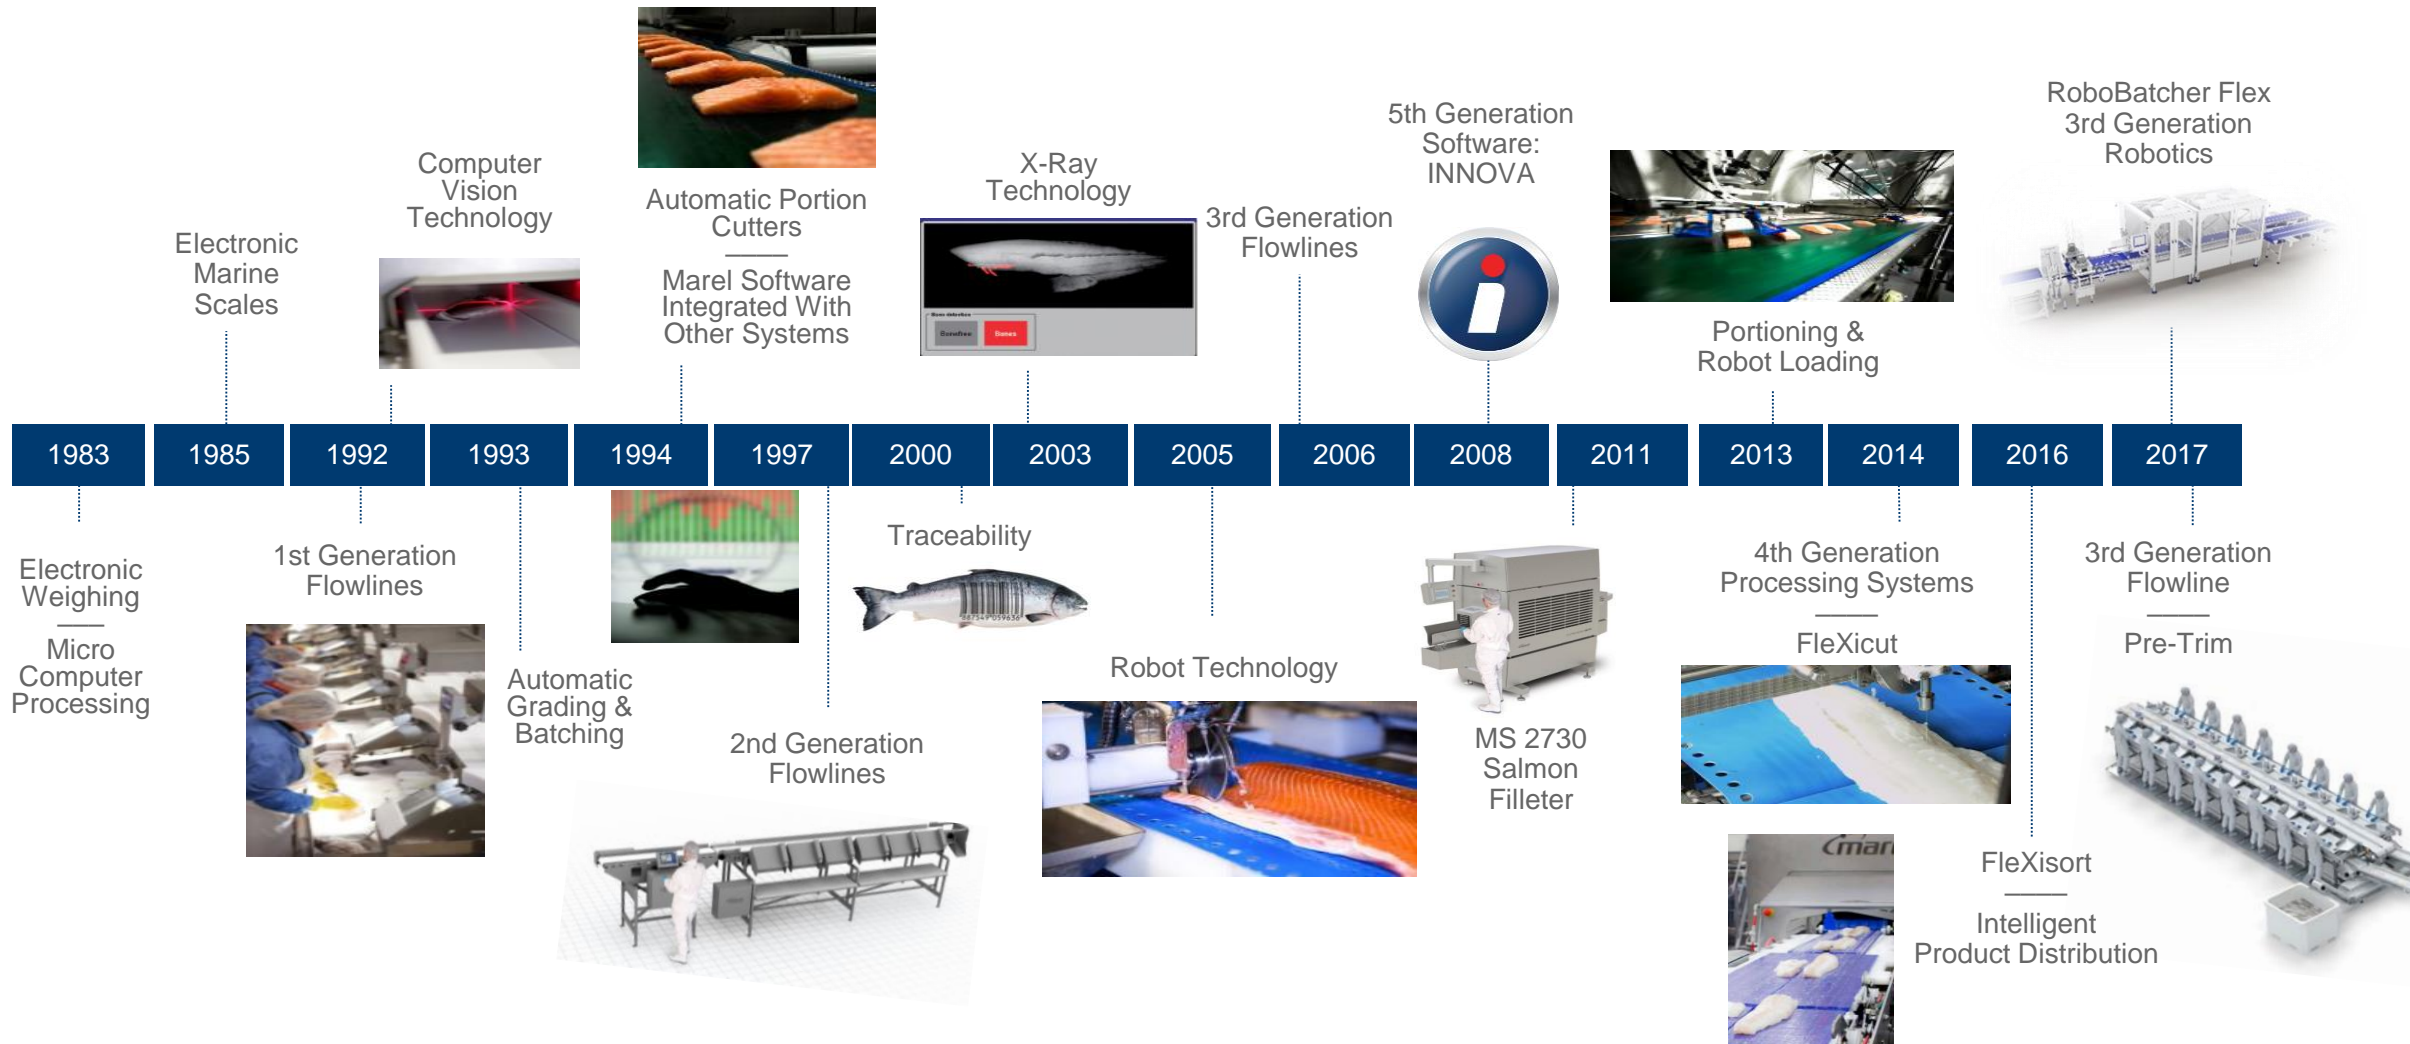 Computer
Vision
Technology
Electronic
Marine
Scales
Automatic Portion
Cutters
Marel Software
Integrated With
Other Systems
X-Ray
Technology
Bonefree
Bones
3rd Generation
Flowlines
5th Generation
Software:
INNOVA
i
Portioning &
Robot Loading
RoboBatcher Flex
3rd Generation
Robotics
1983
1985
1992
1993
1994
1997
2000
2003
2005
2006
2008
2011
2013
2014
2016
2017
Electronic
Weighing
Micro
Computer
Processing
1st Generation
Flowlines
Automatic
Grading &
Batching
2nd Generation
Flowlines
Traceability
Robot Technology
MS 2730
Salmon
Filleter
4th Generation
Processing Systems
FleXicut
mar
FleXisort
Intelligent
Product Distribution
3rd Generation
Flowline
Pre-Trim